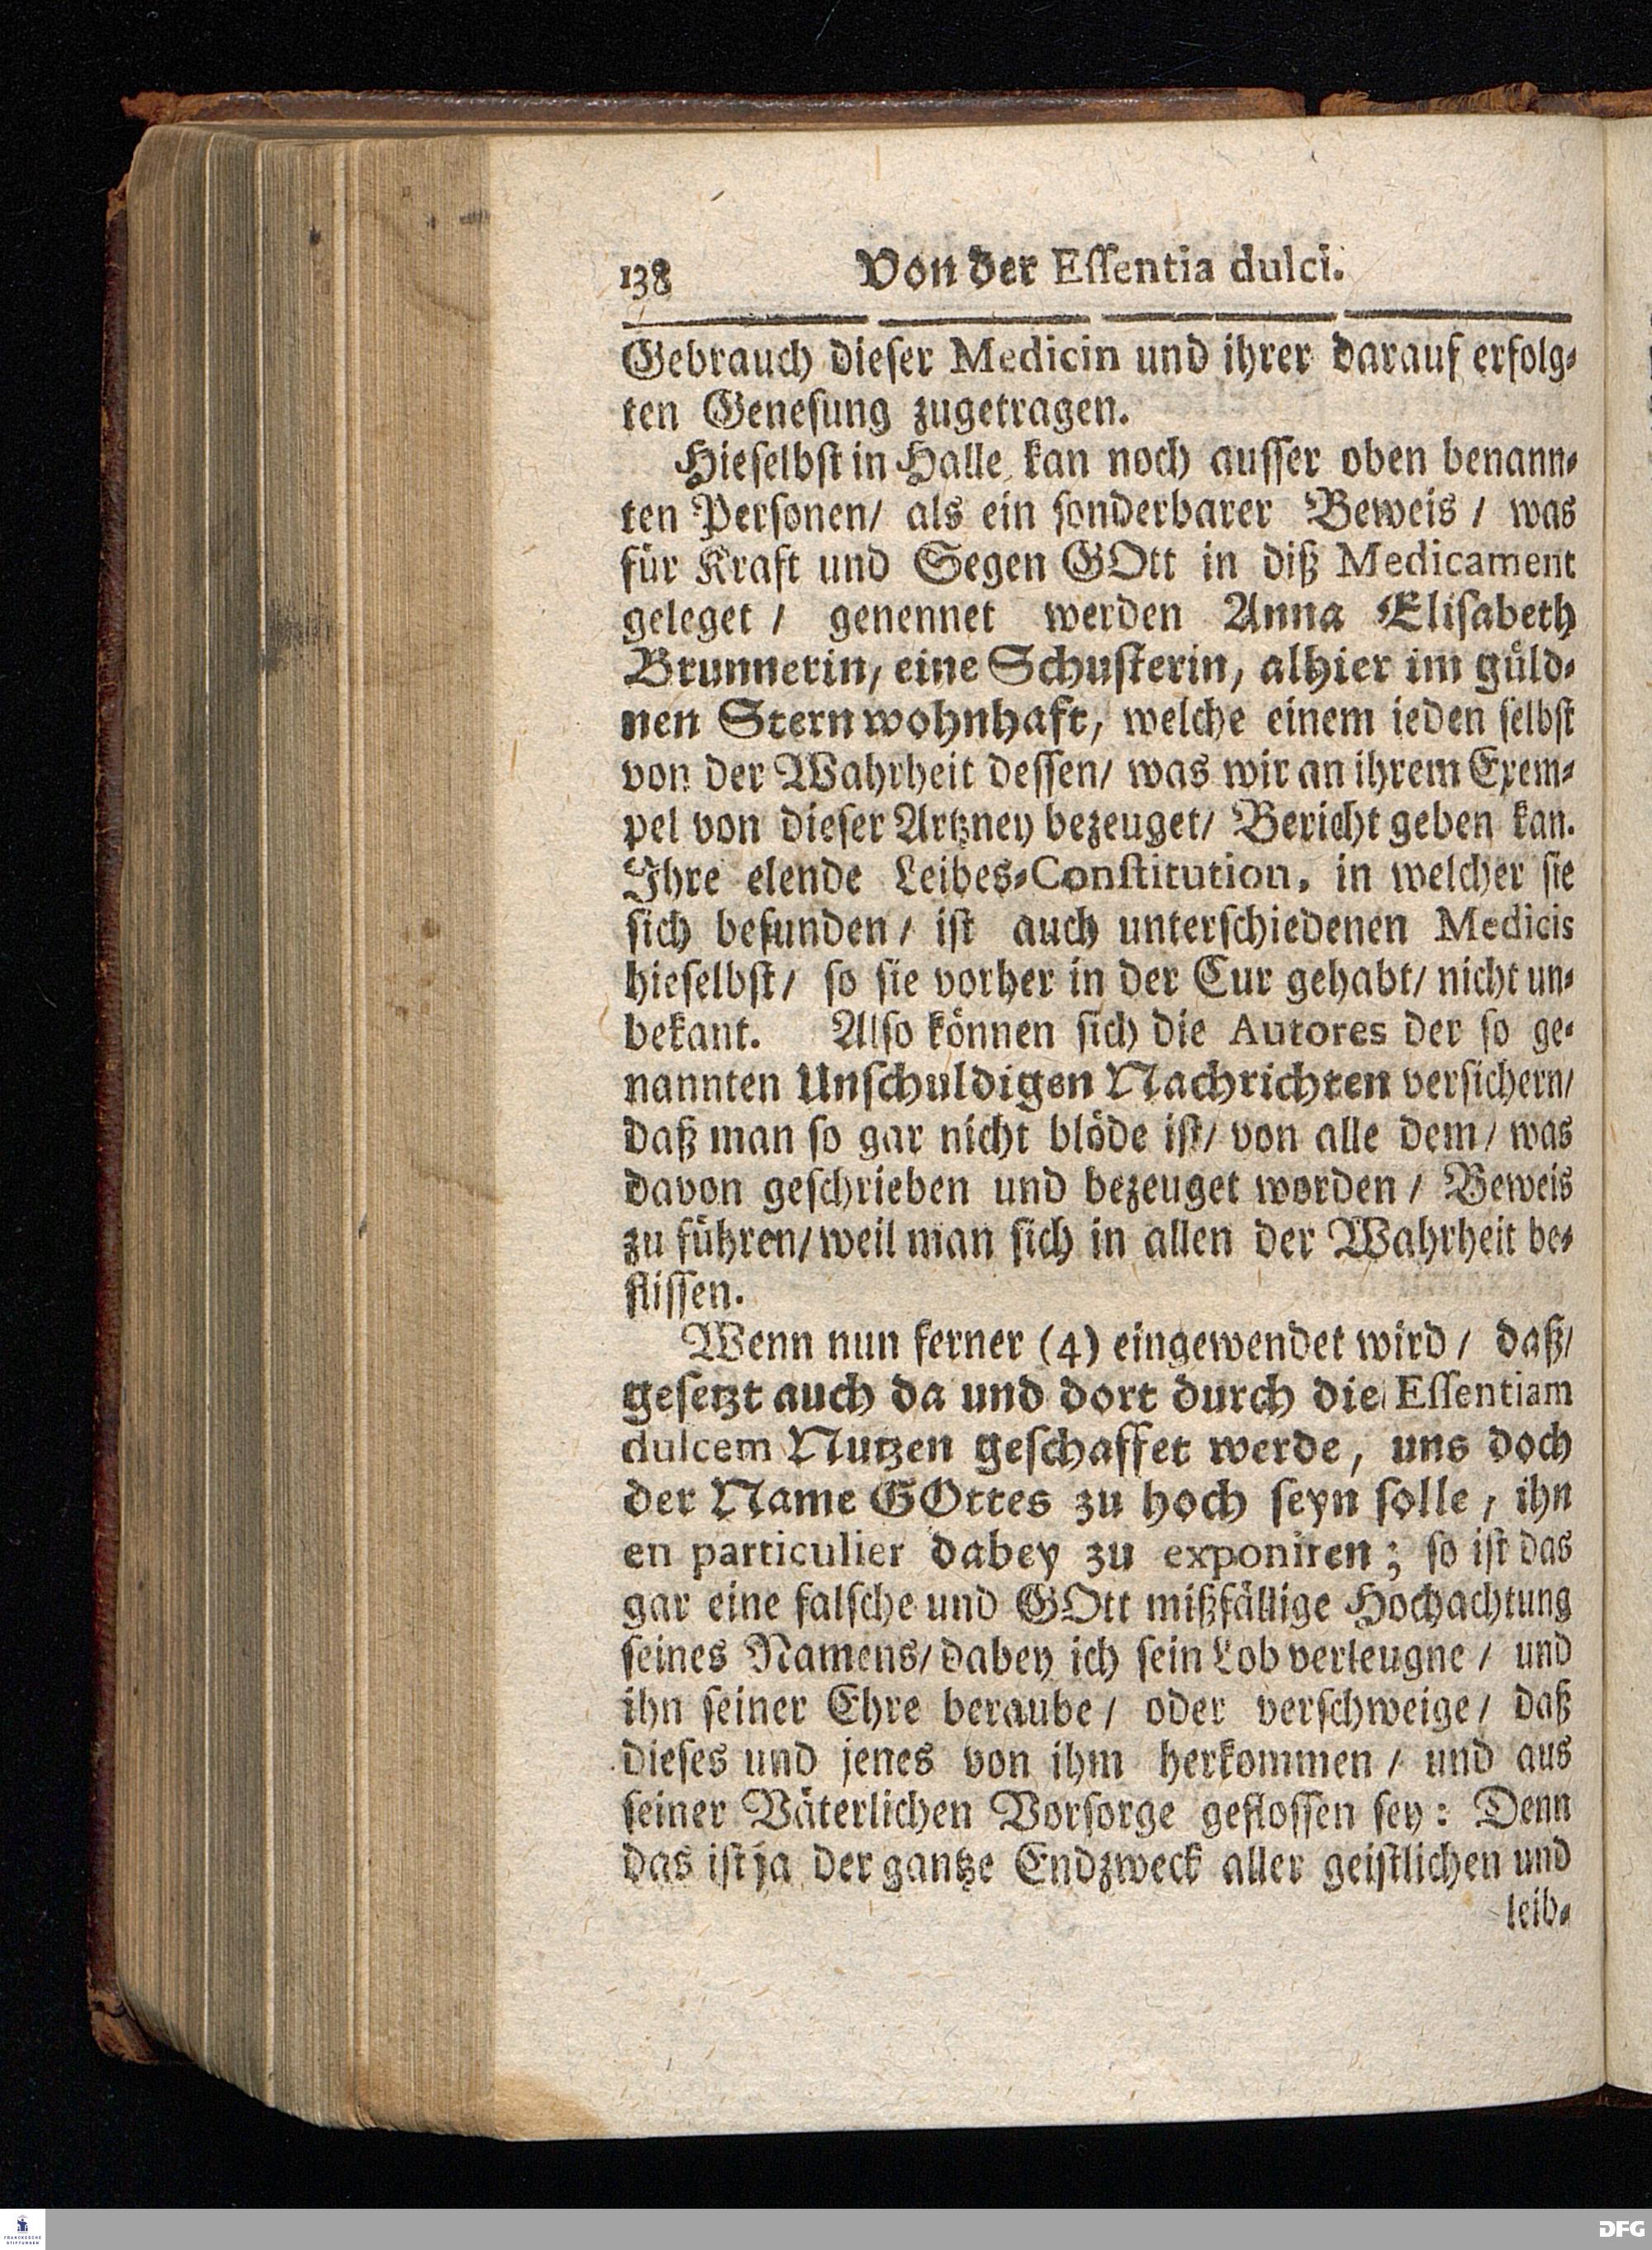 138 Von der Essentia dulci.
Gebrauch dieser Medicin und ihrer darauf erfolg-
ten Genesung zugetragen.
Hieselbst in Halle kan noch ausser oben benann-
ten Personen/ als ein sonderbarer Beweis / was
für Kraft und Segen GOtt in diß Medicament
geleget / genennet werden Anna Elisabeth
Brunnerin, eine Schusterin, alhier im güld-
nen Stern wohnhaft, welche einem ieden selbst
von der Wahrheit dessen/ was wir an ihrem Exem-
pel von dieser Artzney bezeuget/ Bericht geben kan.
Ihre elende Leibes-Constitution, in welcher sie
sich befunden / ist auch unterschiedenen Medicis
hieselbst/ so sie vorher in der Cur gehabt/ nicht un-
bekant. Also können sich die Autores der so ge-
nannten Unschuldigen Nachrichten versichern/
daß man so gar nicht blöde ist/ von alle dem / was
davon geschrieben und bezeuget worden / Beweis
zu führen/ weil man sich in allen der Wahrheit be-
flissen.
Wenn nun ferner (4) eingewendet wird / daß/
gesetzt auch da und dort durch die Essentiam
dulcem Nutzen geschaffet werde, uns doch
der Name GOttes zu hoch seyn solle, ihn
en particulier dabey zu exponiren; so ist das
gar eine falsche und GOtt mißfällige Hochachtung
seines Namens/ dabey ich sein Lob verleugne / und
ihn seiner Ehre beraube / oder verschweige / daß
dieses und jenes von ihm herkommen / und aus
seiner Väterlichen Vorsorge geflossen sey: Denn
das ist ja der gantze Endzweck aller geistlichen und
leib-
FRANCKESCHE
STIFTUNGEN
DFG